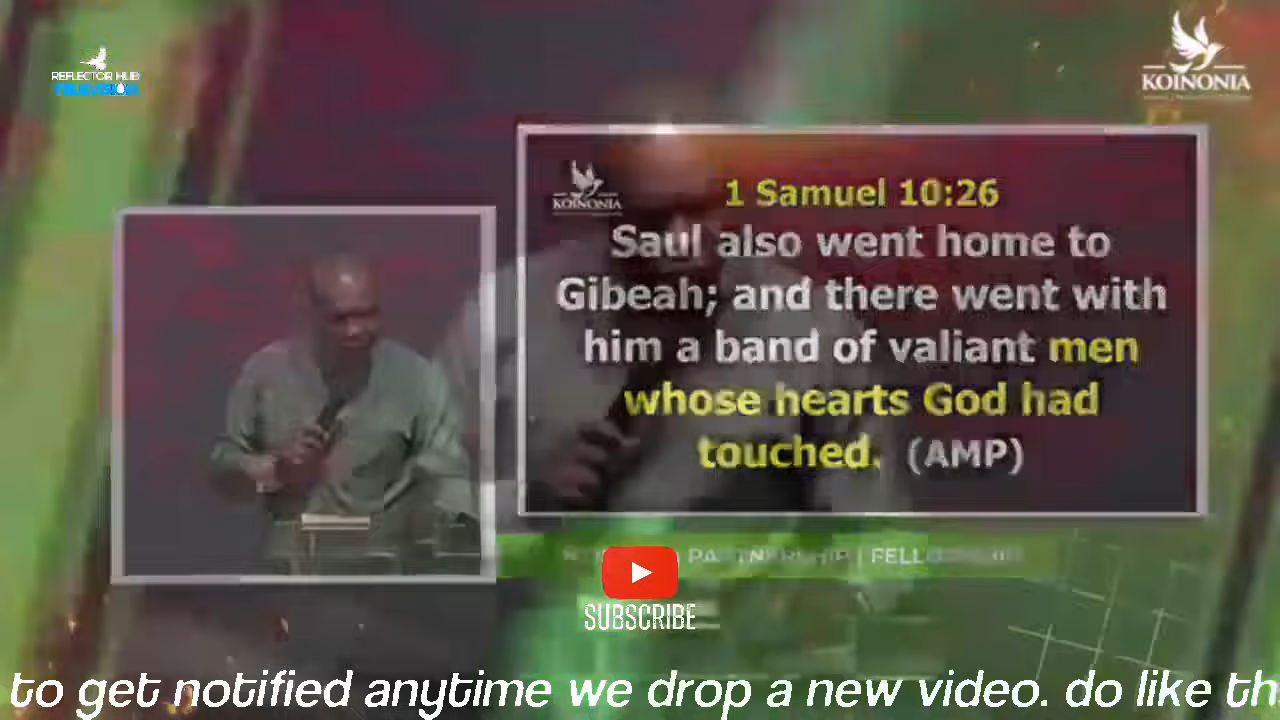 REFLECTOR HUB
TELEVISION
KOINONIA
KOINONIA
1 Samuel 10:26
Saul also went home to
Gibeah; and there went with
him a band of valiant men
whose hearts God had
touched. (AMP)
PARTNERSHIP |
SUBSCRIBE
to get notified anytime we drop a new video. do like th